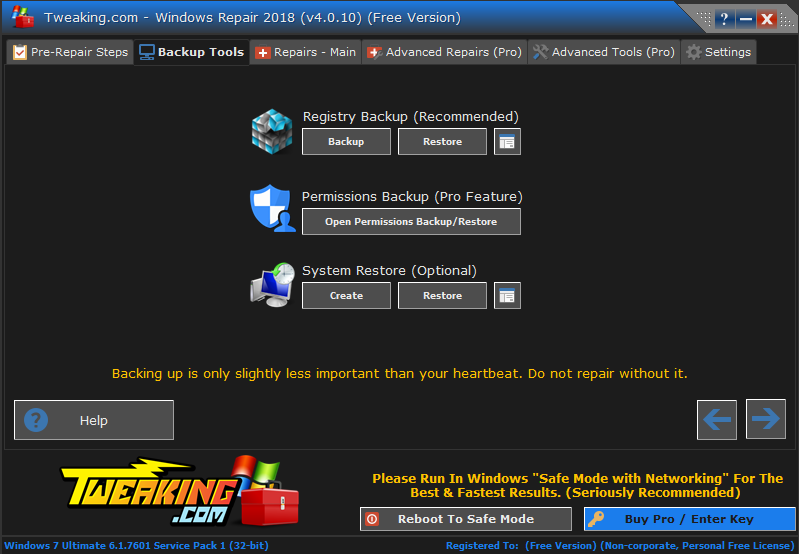 Tweaking.com - Windows Repair 2018 (v4.0.10) (Free Version)
Pre-Repair Steps
Backup Tools
Repairs - Main
Advanced Repairs (Pro)
Advanced Tools (Pro)
Settings
Registry Backup (Recommended)
Backup
Restore
Permissions Backup (Pro Feature)
Open Permissions Backup/Restore
System Restore (Optional)
Create
Restore
Backing up is only slightly less important than your heartbeat. Do not repair without it.
? Help
TWEAKING
.COM
Please Run In Windows "Safe Mode with Networking" For The
Best & Fastest Results. (Seriously Recommended)
Reboot To Safe Mode
Buy Pro / Enter Key
Windows 7 Ultimate 6.1.7601 Service Pack 1 (32-bit)
Registered To: (Free Version) (Non-corporate, Personal Free License)